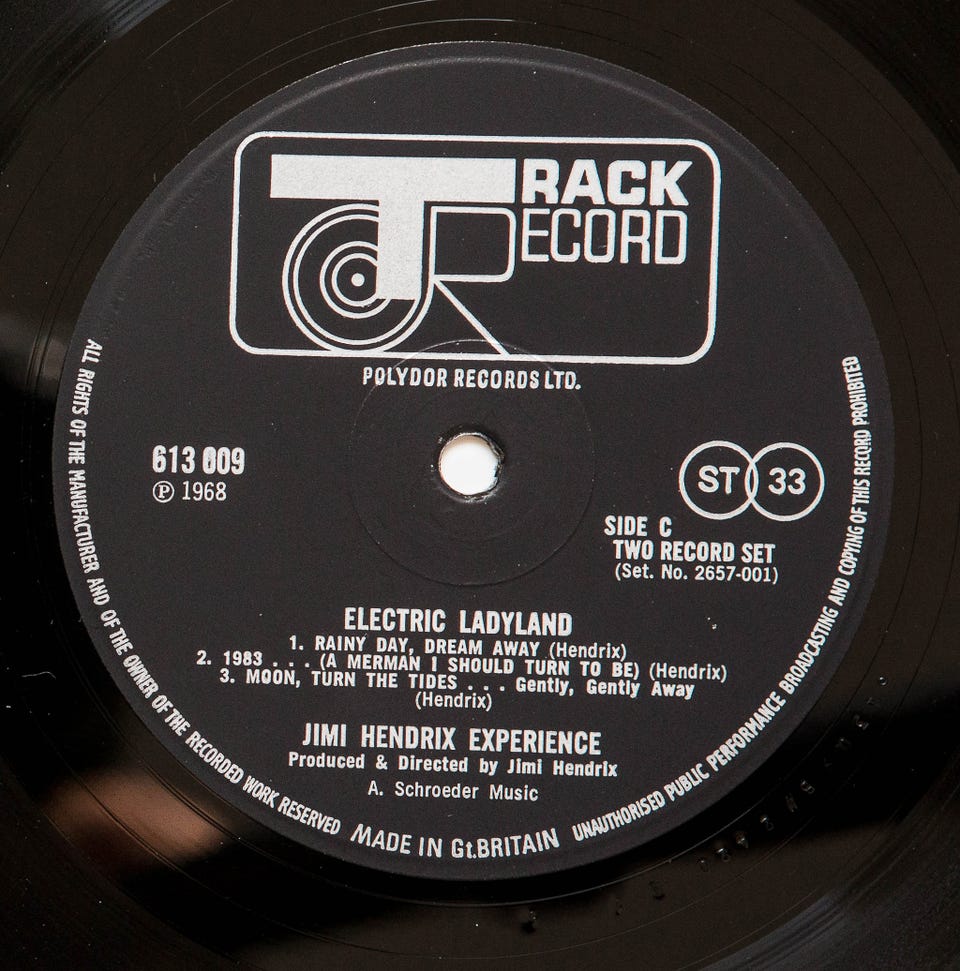 TRACK
RECORD
POLYDOR RECORDS LTD.
613 009
℗ 1968
ST 33
SIDE C
TWO RECORD SET
(Set. No. 2657-001)
ELECTRIC LADYLAND
1. RAINY DAY, DREAM AWAY (Hendrix)
2. 1983 . . . (A MERMAN I SHOULD TURN TO BE) (Hendrix)
3. MOON, TURN THE TIDES . . . Gently, Gently Away
(Hendrix)
JIMI HENDRIX EXPERIENCE
Produced & Directed by Jimi Hendrix
A. Schroeder Music
ALL RIGHTS OF THE MANUFACTURER AND OF THE OWNER OF THE RECORDED WORK RESERVED
MADE IN Gt.BRITAIN
UNAUTHORISED PUBLIC PERFORMANCE BROADCASTING AND COPYING OF THIS RECORD PROHIBITED